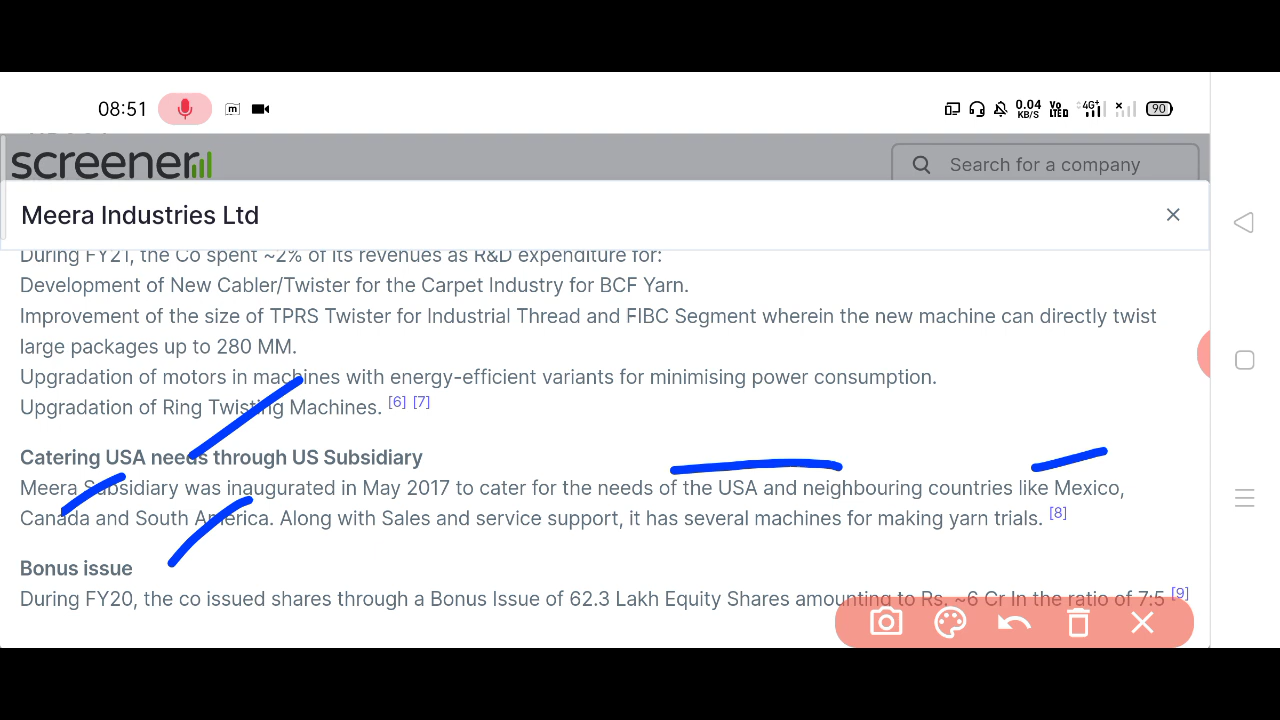 08:51
m
0.04
KB/S
Vo
LTE D
4G+
90
screener
Search for a company
Meera Industries Ltd
During FY21, the Co spent ~2% of its revenues as R&D expenditure for:
Development of New Cabler/Twister for the Carpet Industry for BCF Yarn.
Improvement of the size of TPRS Twister for Industrial Thread and FIBC Segment wherein the new machine can directly twist
large packages up to 280 MM.
Upgradation of motors in machines with energy-efficient variants for minimising power consumption.
Upgradation of Ring Twisting Machines. [6] [7]
Catering USA needs through US Subsidiary
Meera Subsidiary was inaugurated in May 2017 to cater for the needs of the USA and neighbouring countries like Mexico,
Canada and South America. Along with Sales and service support, it has several machines for making yarn trials. [8]
Bonus issue
During FY20, the co issued shares through a Bonus Issue of 62.3 Lakh Equity Shares amounting to Rs. ~6 Cr In the ratio of 7:5 [9]